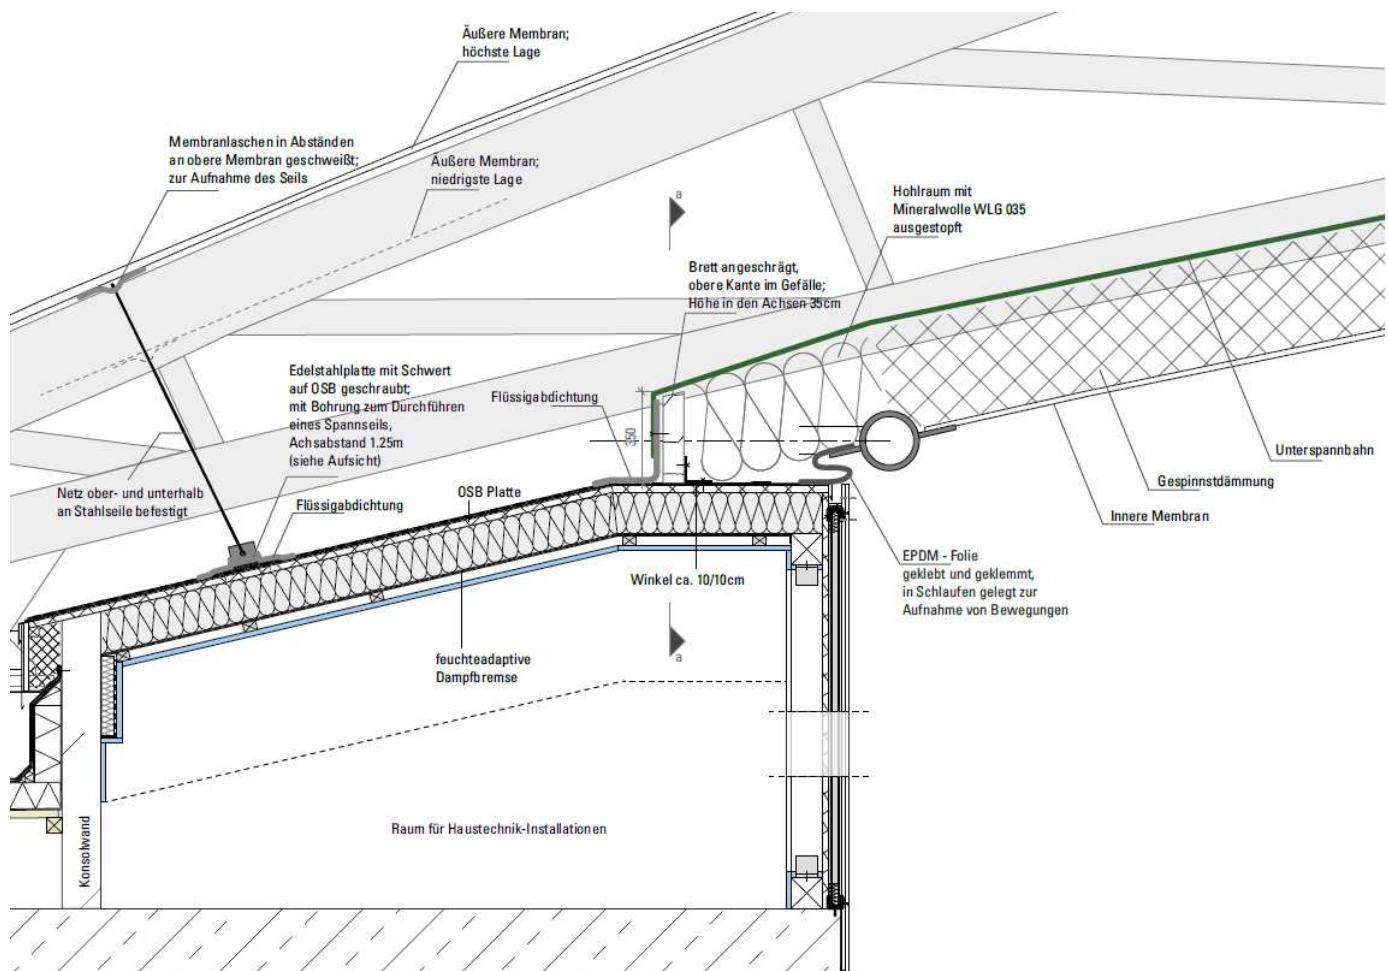 Äußere Membran;
höchste Lage
Membranlaschen in Abständen
an obere Membran geschweißt;
zur Aufnahme des Seils
Äußere Membran;
niedrigste Lage
a
Hohlraum mit
Mineralwolle WLG 035
ausgestopft
Brett angeschrägt,
obere Kante im Gefälle;
Höhe in den Achsen 35cm
Edelstahlplatte mit Schwert
auf OSB geschraubt;
mit Bohrung zum Durchführen
eines Spannseils,
Achsabstand 1.25m
(siehe Aufsicht)
Flüssigabdichtung
350
Unterspannbahn
Gespinstdämmung
Innere Membran
Netz ober- und unterhalb
an Stahlseile befestigt
OSB Platte
Flüssigabdichtung
EPDM - Folie
geklebt und geklemmt,
in Schlaufen gelegt zur
Aufnahme von Bewegungen
Winkel ca. 10/10cm
feuchteadaptive
Dampfbremse
a
Raum für Haustechnik-Installationen
Konsolwand